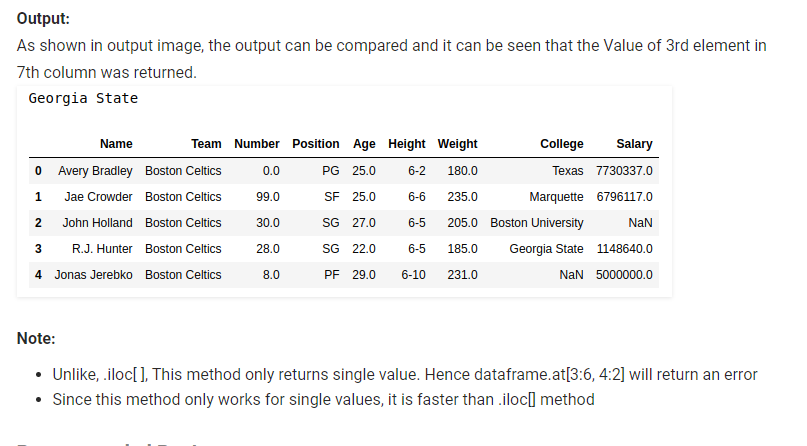 Output:
As shown in output image, the output can be compared and it can be seen that the Value of 3rd element in
7th column was returned.
Georgia State
Name Team Number Position Age Height Weight College Salary
0 Avery Bradley Boston Celtics 0.0 PG 25.0 6-2 180.0 Texas 7730337.0
1 Jae Crowder Boston Celtics 99.0 SF 25.0 6-6 235.0 Marquette 6796117.0
2 John Holland Boston Celtics 30.0 SG 27.0 6-5 205.0 Boston University NaN
3 R.J. Hunter Boston Celtics 28.0 SG 22.0 6-5 185.0 Georgia State 1148640.0
4 Jonas Jerebko Boston Celtics 8.0 PF 29.0 6-10 231.0 NaN 5000000.0
Note:
• Unlike, .iloc[ ], This method only returns single value. Hence dataframe.at[3:6, 4:2] will return an error
• Since this method only works for single values, it is faster than .iloc[] method